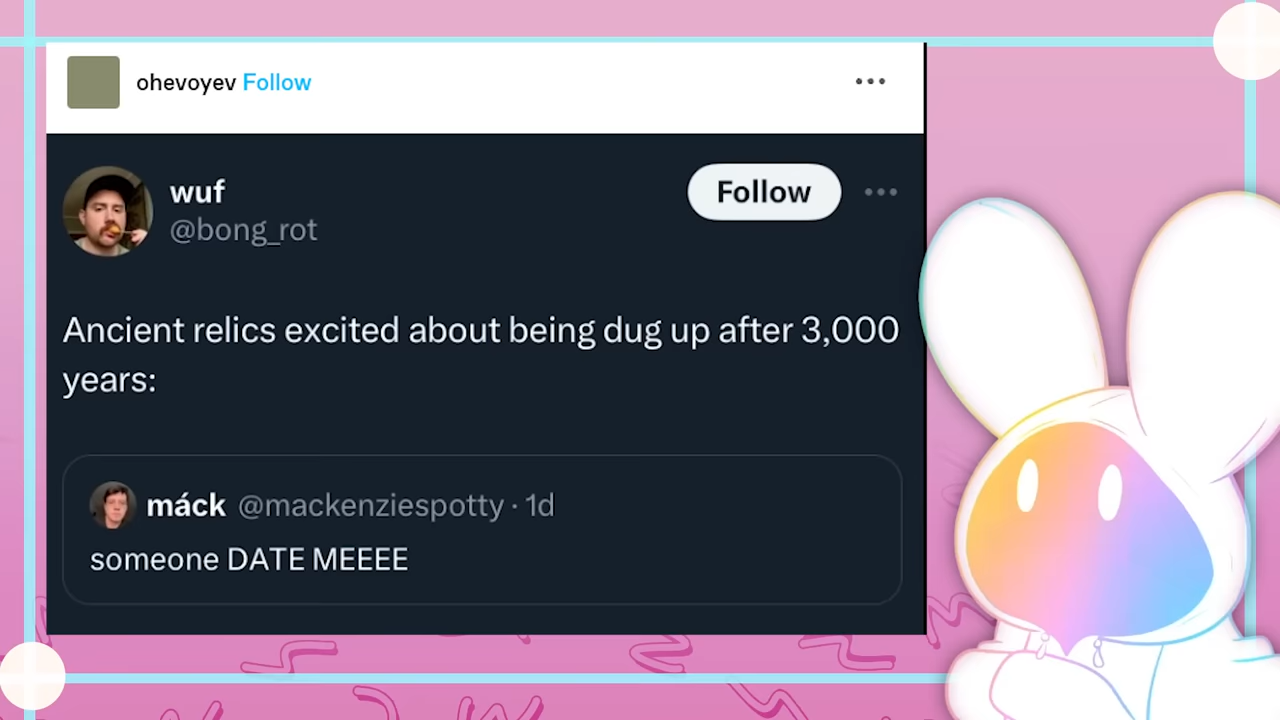 ohevoyev Follow
wuf
Follow
@bong_rot
Ancient relics excited about being dug up after 3,000
years:
máck @mackenziespotty · 1d
someone DATE MEEEE